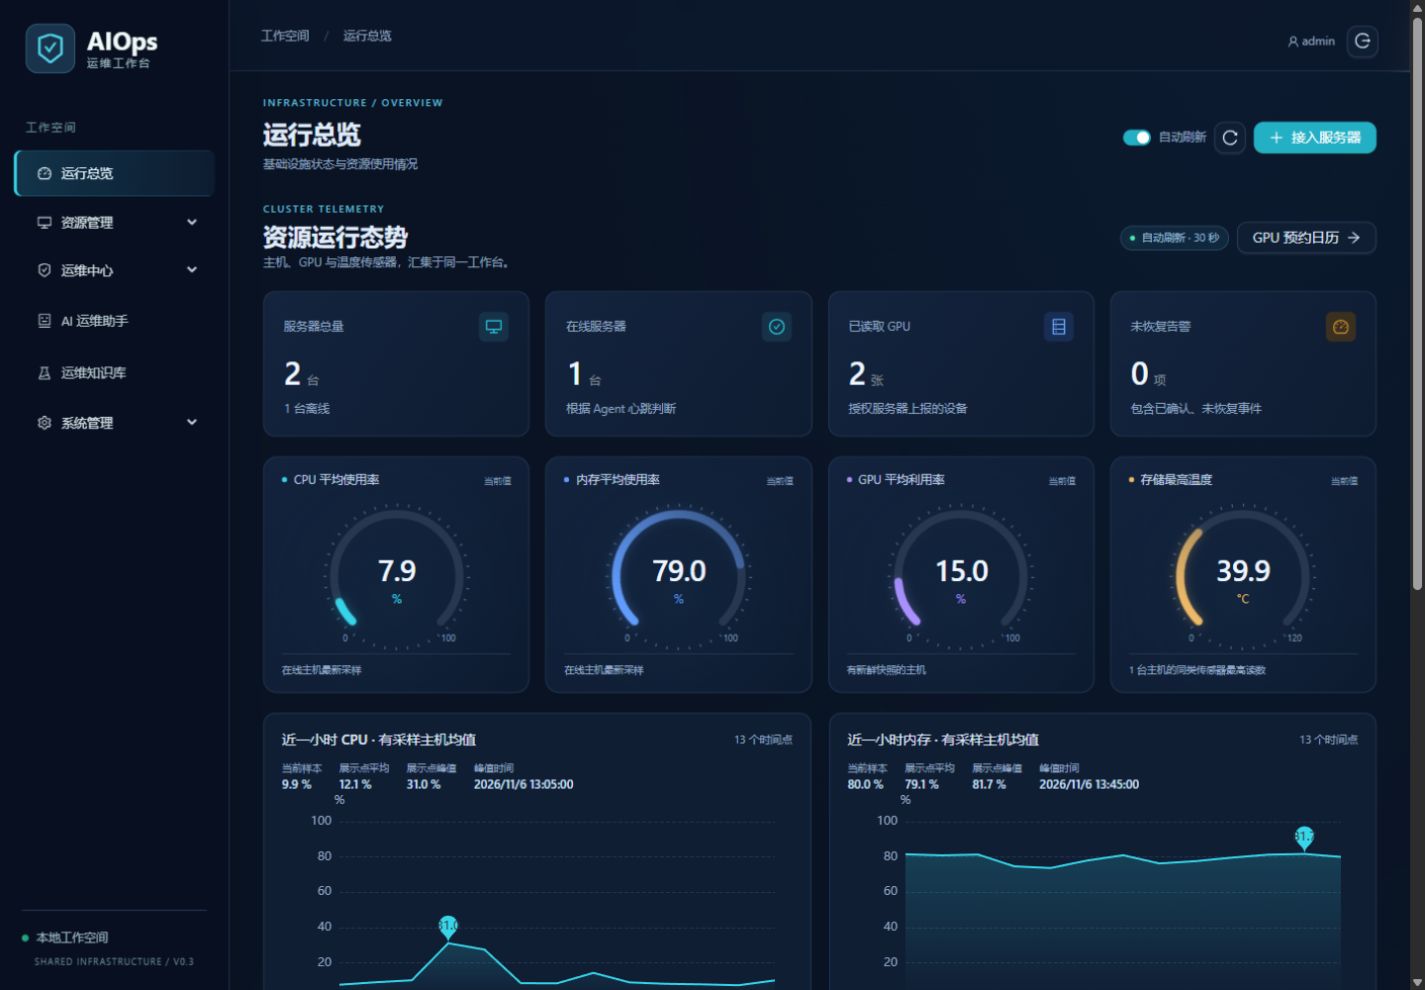 AIOps
运维工作台
工作空间
运行总览
资源管理
运维中心
AI 运维助手
运维知识库
系统管理
本地工作空间
SHARED INFRASTRUCTURE / V0.3
工作空间 / 运行总览
admin
INFRASTRUCTURE / OVERVIEW
运行总览
基础设施状态与资源使用情况
自动刷新
+ 接入服务器
CLUSTER TELEMETRY
资源运行态势
主机、GPU 与温度传感器，汇集于同一工作台。
自动刷新 · 30 秒
GPU 预约日历 →
服务器总量
2 台
1 台离线
在线服务器
1 台
根据 Agent 心跳判断
已读取 GPU
2 张
授权服务器上报的设备
未恢复告警
0 项
包含已确认、未恢复事件
CPU 平均使用率 当前值
7.9
%
0 100
在线主机最新采样
内存平均使用率 当前值
79.0
%
0 100
在线主机最新采样
GPU 平均利用率 当前值
15.0
%
0 100
有新鲜快照的主机
存储最高温度 当前值
39.9
°C
0 120
1 台主机的同类传感器最高读数
近一小时 CPU · 有采样主机均值 13 个时间点
当前样本 展示点平均 展示点峰值 峰值时间
9.9 % 12.1 % 31.0 % 2026/11/6 13:05:00
%
100
80
60
40
31.0
20
近一小时内存 · 有采样主机均值 13 个时间点
当前样本 展示点平均 展示点峰值 峰值时间
80.0 % 79.1 % 81.7 % 2026/11/6 13:45:00
%
100
81.7
80
60
40
20